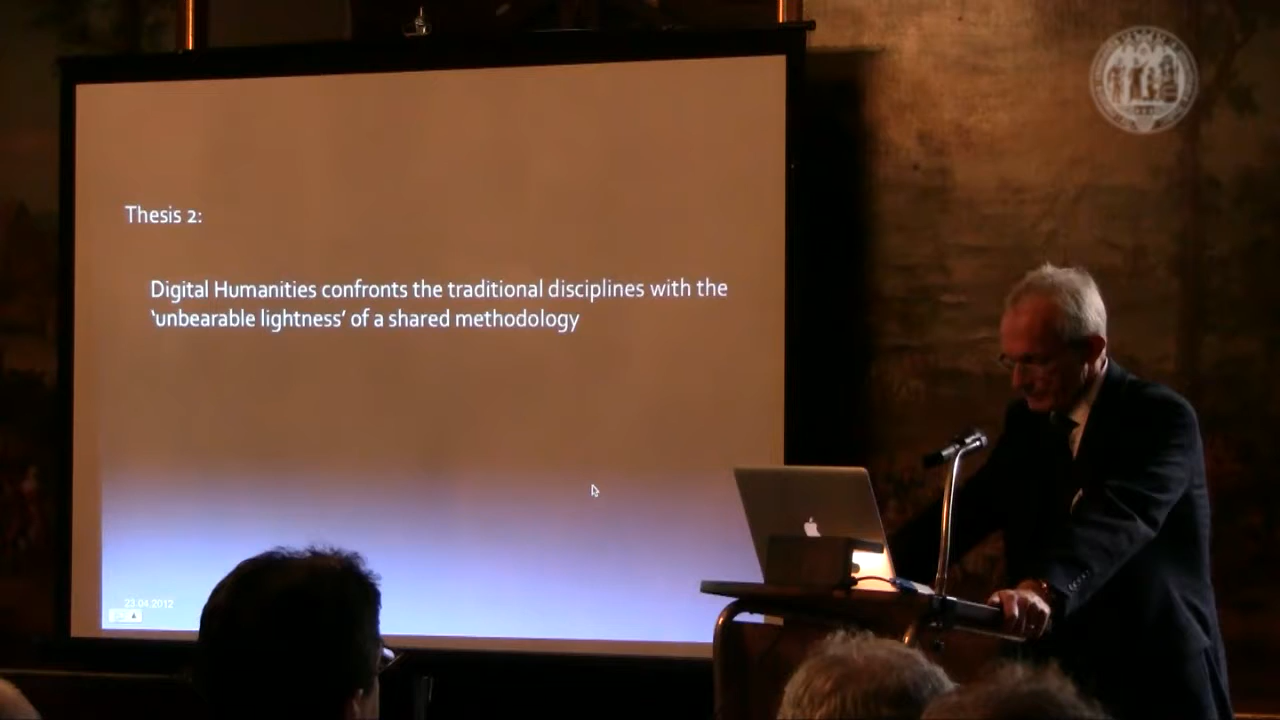 Thesis 2:
Digital Humanities confronts the traditional disciplines with the
‘unbearable lightness’ of a shared methodology
23.04.2012